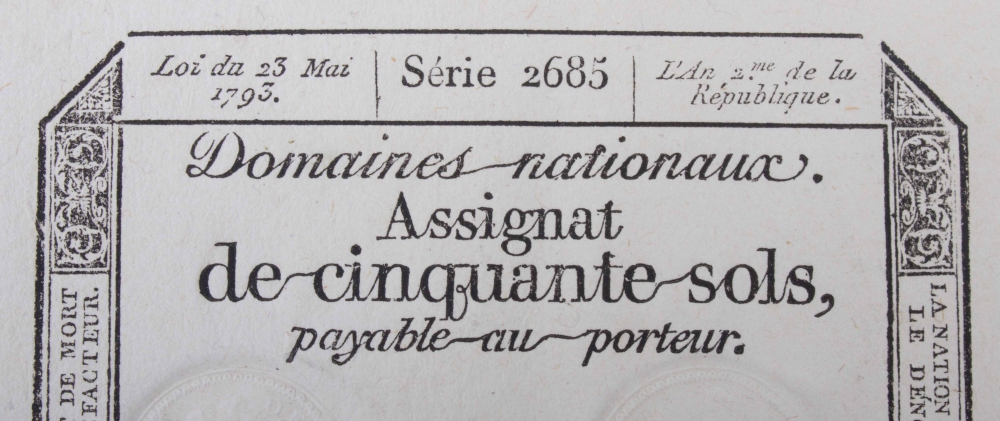 Loi du 23 Mai
1793.
Série 2685
L'An 2.me de la
République.
Domaines nationaux.
Assignat
de cinquante sols,
payable au porteur.
DE MORT
FACTEUR.
LA NATION
LE DÉN